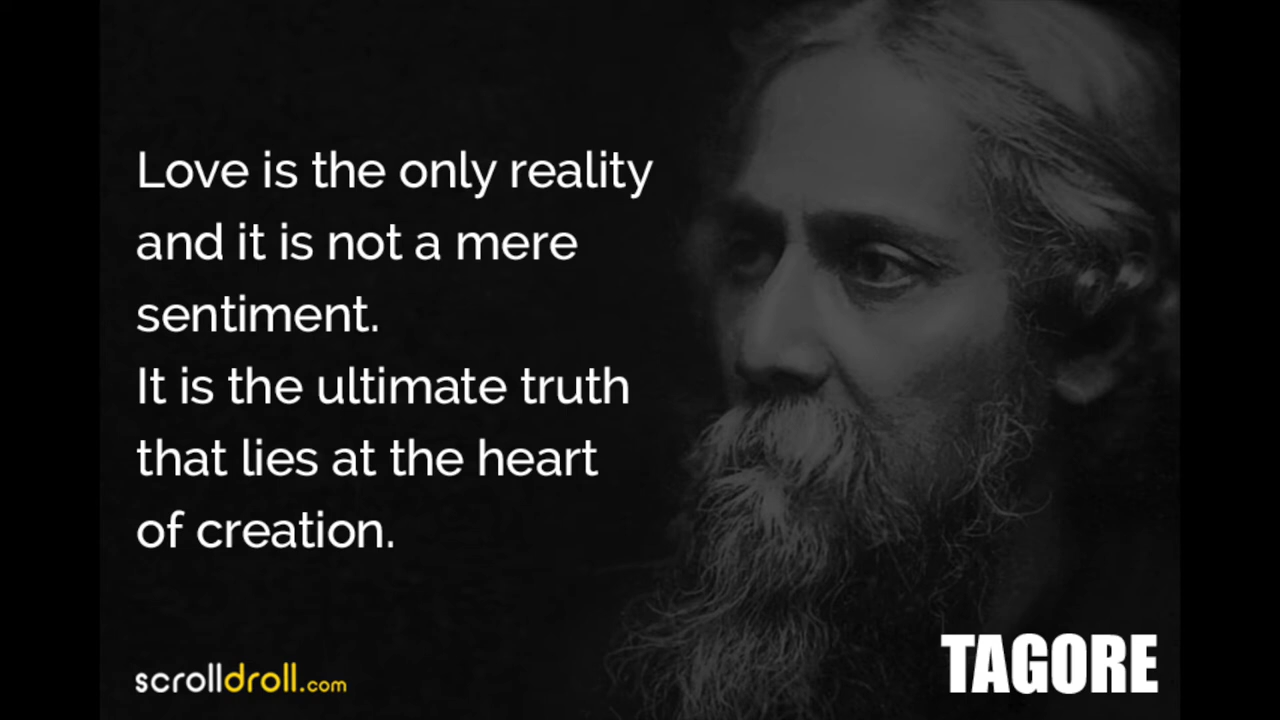 Love is the only reality
and it is not a mere
sentiment.
It is the ultimate truth
that lies at the heart
of creation.
scrolldroll.com
TAGORE